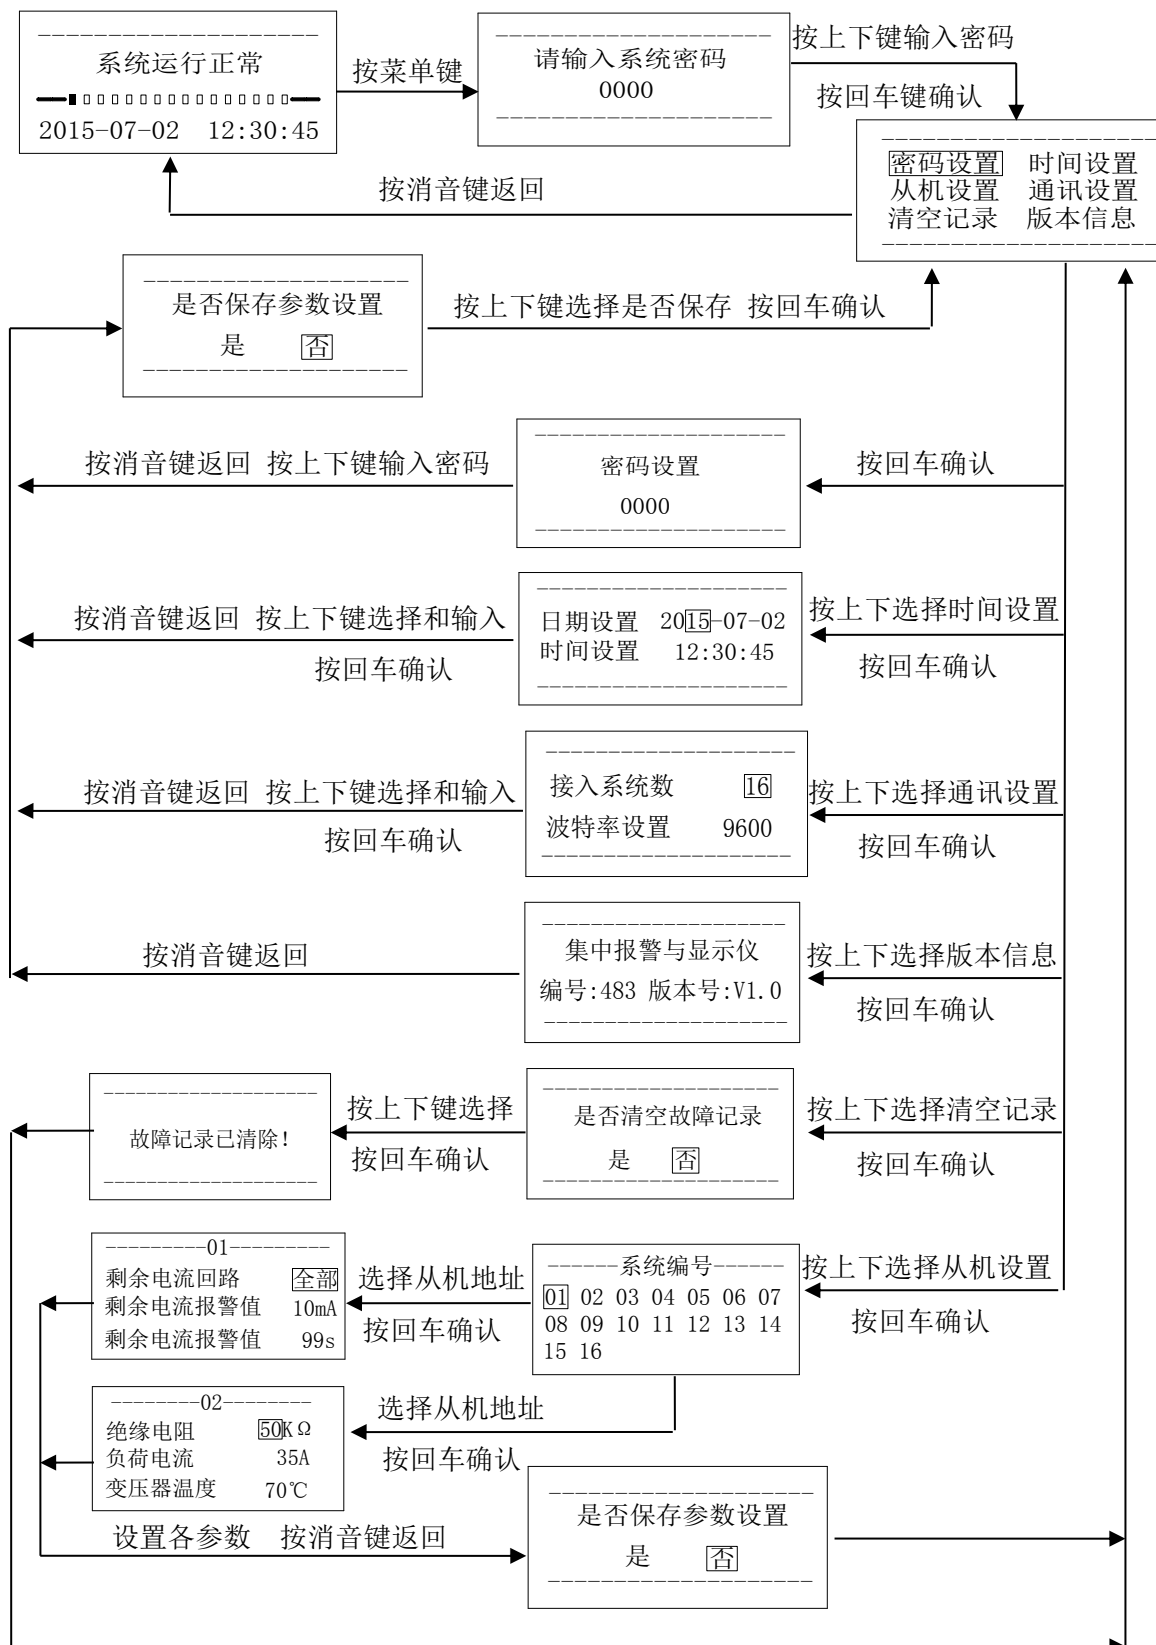 系统运行正常
2015-07-02 12:30:45
按菜单键
请输入系统密码
0000
按上下键输入密码
按回车键确认
密码设置 时间设置
从机设置 通讯设置
清空记录 版本信息
按消音键返回
是否保存参数设置
是 否
按上下键选择是否保存 按回车确认
按消音键返回 按上下键输入密码
密码设置
0000
按回车确认
按消音键返回 按上下键选择和输入
按回车确认
日期设置 2015-07-02
时间设置 12:30:45
按上下选择时间设置
按回车确认
按消音键返回 按上下键选择和输入
按回车确认
接入系统数 16
波特率设置 9600
按上下选择通讯设置
按回车确认
按消音键返回
集中报警与显示仪
编号:483 版本号:V1.0
按上下选择版本信息
按回车确认
故障记录已清除!
按上下键选择
按回车确认
是否清空故障记录
是 否
按上下选择清空记录
按回车确认
---------01---------
剩余电流回路 全部
剩余电流报警值 10mA
剩余电流报警值 99s
选择从机地址
按回车确认
------系统编号------
01 02 03 04 05 06 07
08 09 10 11 12 13 14
15 16
按上下选择从机设置
按回车确认
--------02--------
绝缘电阻 50KΩ
负荷电流 35A
变压器温度 70℃
选择从机地址
按回车确认
设置各参数 按消音键返回
是否保存参数设置
是 否